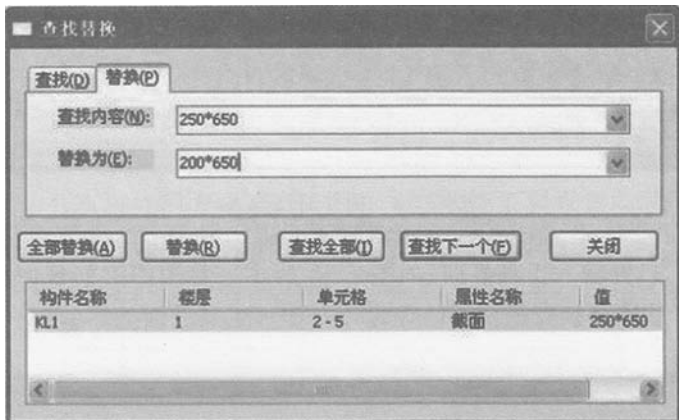 查找替换
查找(D) 替换(P)
查找内容(N): 250*650
替换为(E): 200*650
全部替换(A) 替换(R) 查找全部(I) 查找下一个(F) 关闭
构件名称 楼层 单元格 属性名称 值
KL1 1 2-5 截面 250*650